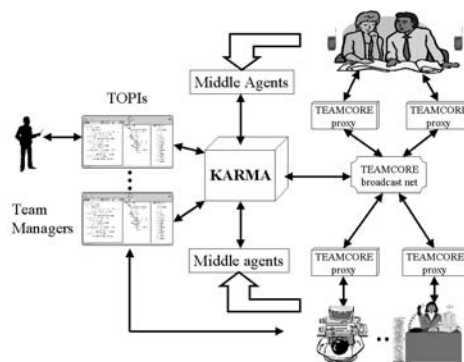 Middle Agents
TOPIs
TEAMCORE
proxy
TEAMCORE
proxy
KARMA
TEAMCORE
broadcast net
Team
Managers
Middle agents
TEAMCORE
proxy
TEAMCORE
proxy